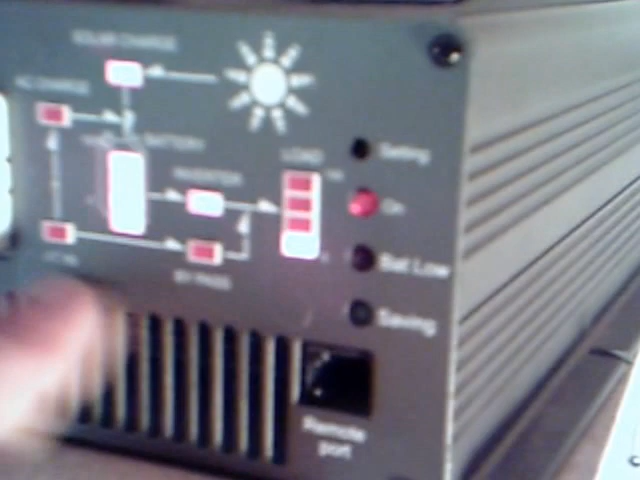 SOLAR CHARGE
AC CHARGE
BATTERY
INVERTER
LOAD
Setting
On
BY PASS
Bat Low
Saving
Remote
port